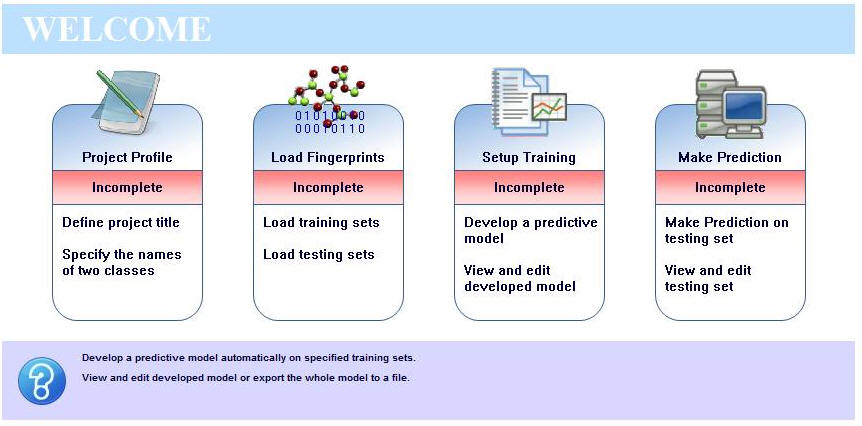 WELCOME
Project Profile
Incomplete
Define project title
Specify the names
of two classes
01010010
00010110
Load Fingerprints
Incomplete
Load training sets
Load testing sets
Setup Training
Incomplete
Develop a predictive
model
View and edit
developed model
Make Prediction
Incomplete
Make Prediction on
testing set
View and edit
testing set
Develop a predictive model automatically on specified training sets.
View and edit developed model or export the whole model to a file.